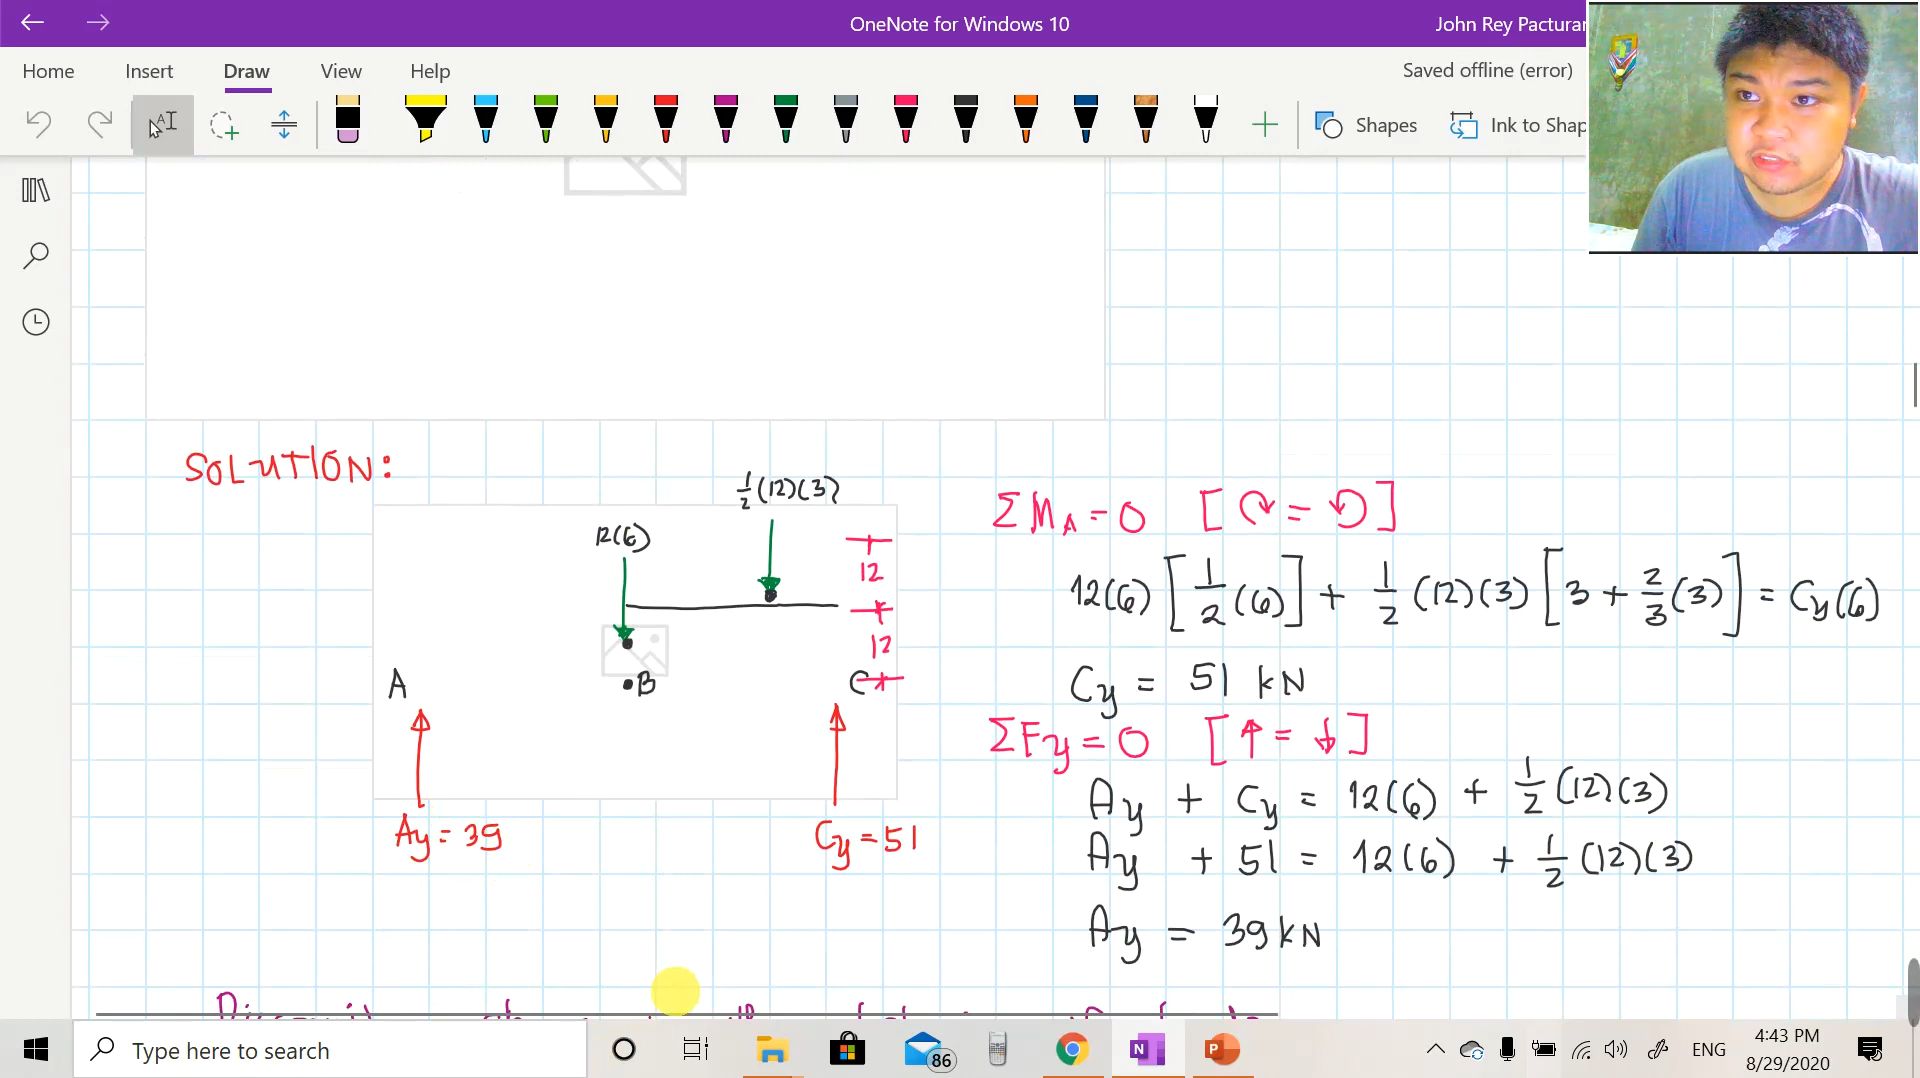 OneNote for Windows 10
John Rey Pactura
Home Insert Draw View Help
Saved offline (error)
Shapes
Ink to Shap
SOLUTION:
½(12)(3)
12(6)
12
12
A
B
C
Ay = 39
Cy = 51
ΣM_A = 0 [↻ = ↺]
12(6)[½(6)] + ½(12)(3)[3 + ⅔(3)] = Cy(6)
Cy = 51 kN
ΣFy = 0 [↑ = ↓]
Ay + Cy = 12(6) + ½(12)(3)
Ay + 51 = 12(6) + ½(12)(3)
Ay = 39 kN
Type here to search
86
ENG
4:43 PM
8/29/2020